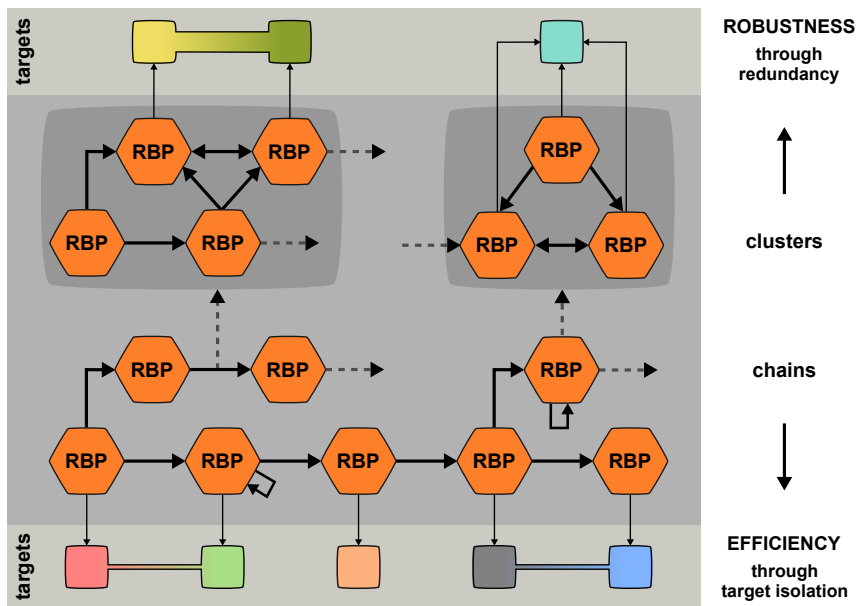 targets
ROBUSTNESS
through
redundancy
RBP RBP
RBP
RBP RBP
RBP RBP
clusters
RBP RBP
RBP
chains
RBP RBP RBP RBP RBP
targets
EFFICIENCY
through
target isolation